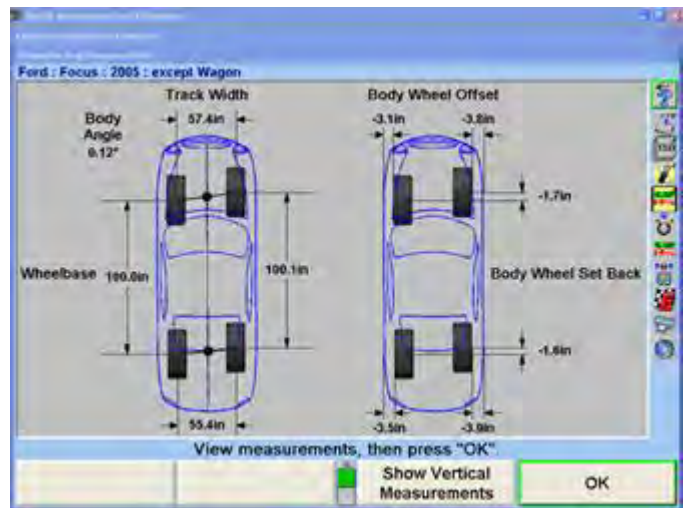 Ford : Focus : 2005 : except Wagon
Track Width
Body Wheel Offset
Body
Angle
0.12°
57.4in
-3.1in
-3.8in
-1.7in
Wheelbase
100.0in
100.1in
Body Wheel Set Back
-1.6in
55.4in
-3.5in
-3.9in
View measurements, then press "OK"
Show Vertical
Measurements
OK